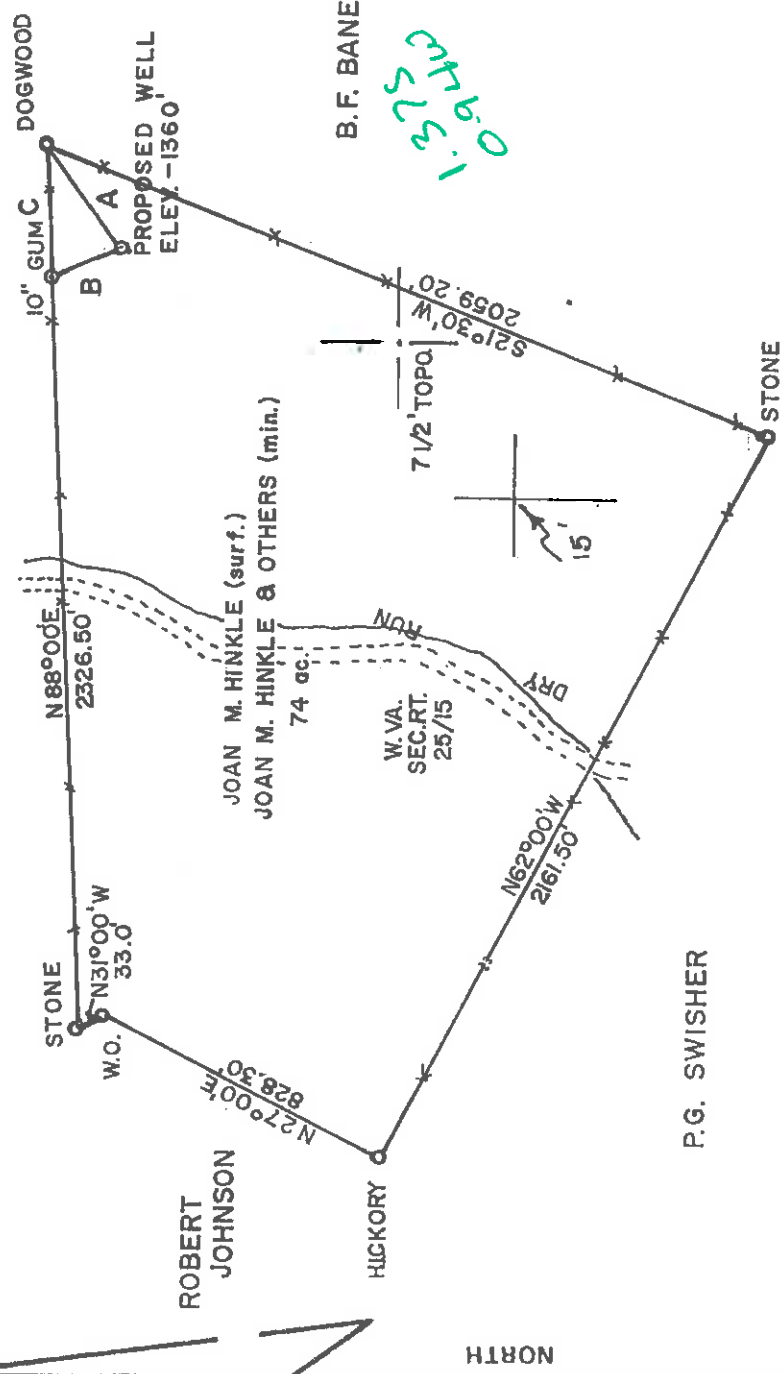 DOGWOOD
10" GUM
C
A
B
PROPOSED WELL
ELEV. -1360'
B.F. BANE
1.375
0.94W
N 88°00'E
2326.50'
STONE
N31°00'W
33.0'
W.O.
N27°00'E
828.30'
ROBERT
JOHNSON
HICKORY
JOAN M. HINKLE (surf.)
JOAN M. HINKLE & OTHERS (min.)
74 ac.
W. VA.
SEC. RT.
25/15
DRY RUN
7 1/2' TOPO.
15'
S21°30'W
2059.20'
STONE
N62°00'W
2161.50'
P.G. SWISHER
NORTH